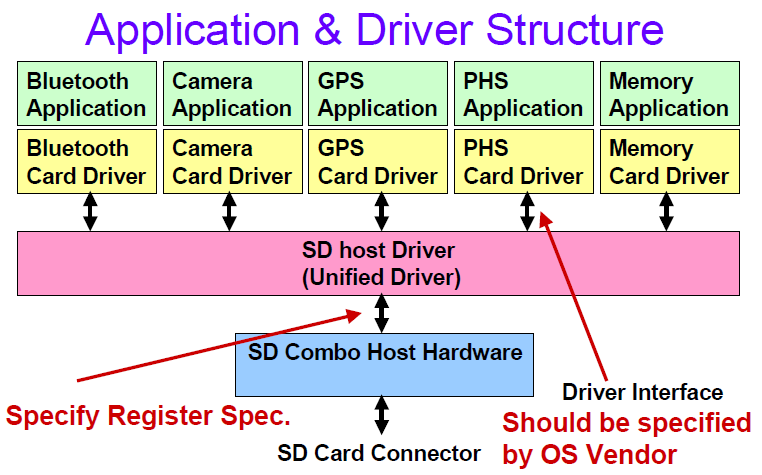 Application & Driver Structure
Bluetooth
Application
Camera
Application
GPS
Application
PHS
Application
Memory
Application
Bluetooth
Card Driver
Camera
Card Driver
GPS
Card Driver
PHS
Card Driver
Memory
Card Driver
SD host Driver
(Unified Driver)
SD Combo Host Hardware
Specify Register Spec.
Driver Interface
Should be specified
by OS Vendor
SD Card Connector